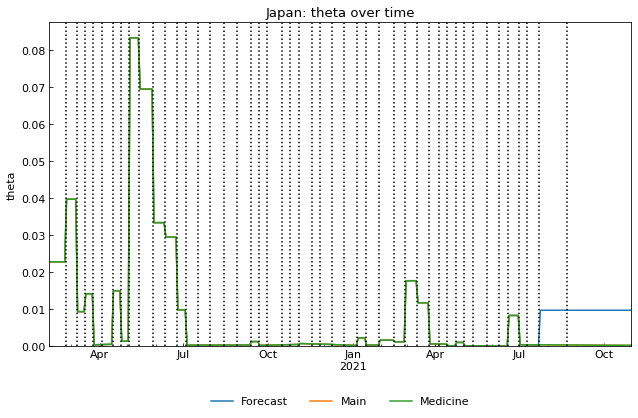 Japan: theta over time
theta
0.08
0.07
0.06
0.05
0.04
0.03
0.02
0.01
0.00
Apr Jul Oct Jan Apr Jul Oct
2021
Forecast Main Medicine